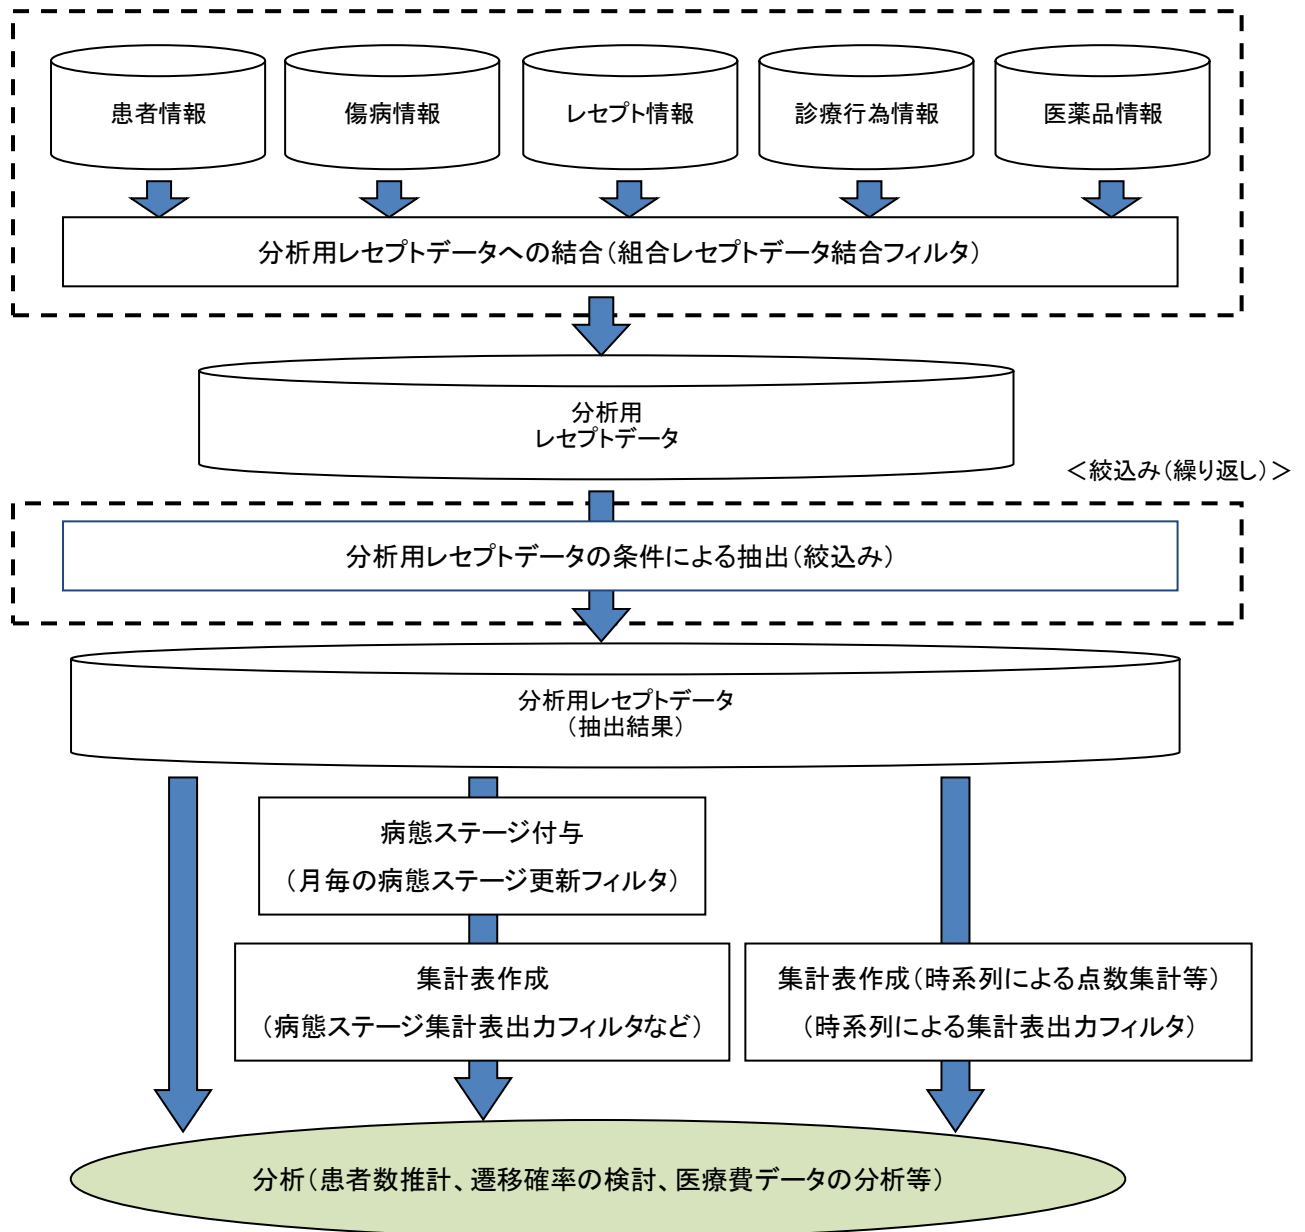 患者情報
傷病情報
レセプト情報
診療行為情報
医薬品情報
分析用レセプトデータへの結合（組合レセプトデータ結合フィルタ）
分析用
レセプトデータ
＜絞込み（繰り返し）＞
分析用レセプトデータの条件による抽出（絞込み）
分析用レセプトデータ
（抽出結果）
病態ステージ付与
（月毎の病態ステージ更新フィルタ）
集計表作成
（病態ステージ集計表出力フィルタなど）
集計表作成（時系列による点数集計等）
（時系列による集計表出力フィルタ）
分析（患者数推計、遷移確率の検討、医療費データの分析等）